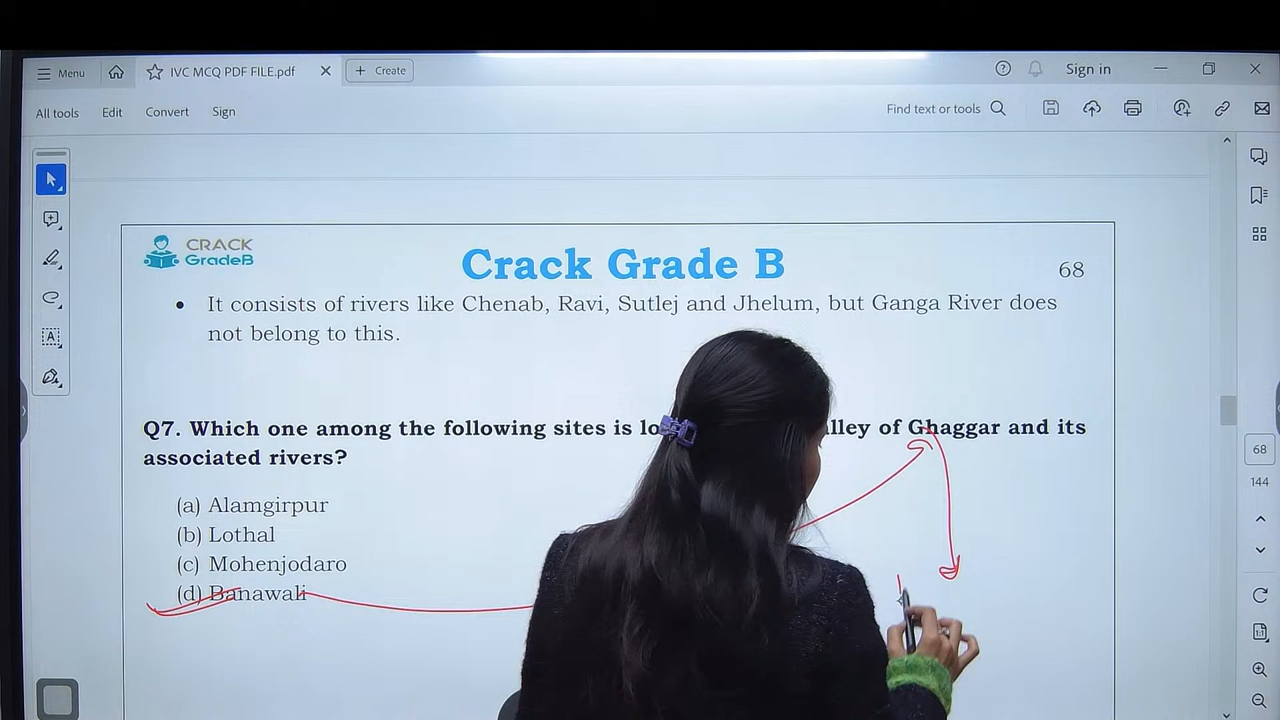 Menu
IVC MCQ PDF FILE.pdf
Create
Sign in
All tools Edit Convert Sign
Find text or tools
CRACK
GradeB
Crack Grade B
68
• It consists of rivers like Chenab, Ravi, Sutlej and Jhelum, but Ganga River does
not belong to this.
Q7. Which one among the following sites is of Ghaggar and its
associated rivers?
(a) Alamgirpur
(b) Lothal
(c) Mohenjodaro
(d) Banawali
68
144